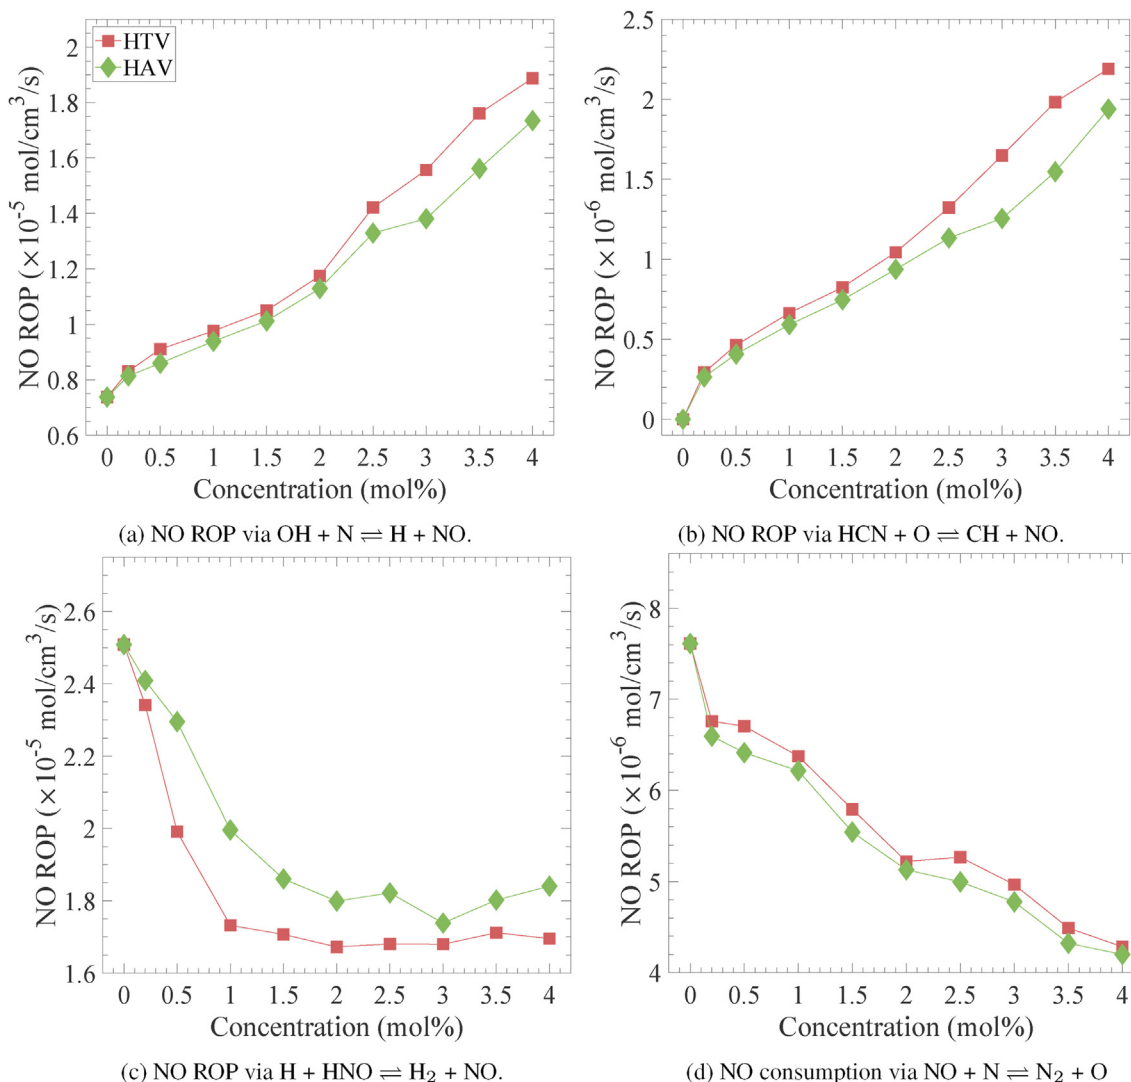 HTV
HAV
NO ROP (×10⁻⁵ mol/cm³/s)
2
1.8
1.6
1.4
1.2
1
0.8
0.6
0 0.5 1 1.5 2 2.5 3 3.5 4
Concentration (mol%)
(a) NO ROP via OH + N ⇌ H + NO.
NO ROP (×10⁻⁶ mol/cm³/s)
2.5
2
1.5
1
0.5
0
0 0.5 1 1.5 2 2.5 3 3.5 4
Concentration (mol%)
(b) NO ROP via HCN + O ⇌ CH + NO.
NO ROP (×10⁻⁵ mol/cm³/s)
2.6
2.4
2.2
2
1.8
1.6
0 0.5 1 1.5 2 2.5 3 3.5 4
Concentration (mol%)
(c) NO ROP via H + HNO ⇌ H₂ + NO.
NO ROP (×10⁻⁶ mol/cm³/s)
8
7
6
5
4
0 0.5 1 1.5 2 2.5 3 3.5 4
Concentration (mol%)
(d) NO consumption via NO + N ⇌ N₂ + O